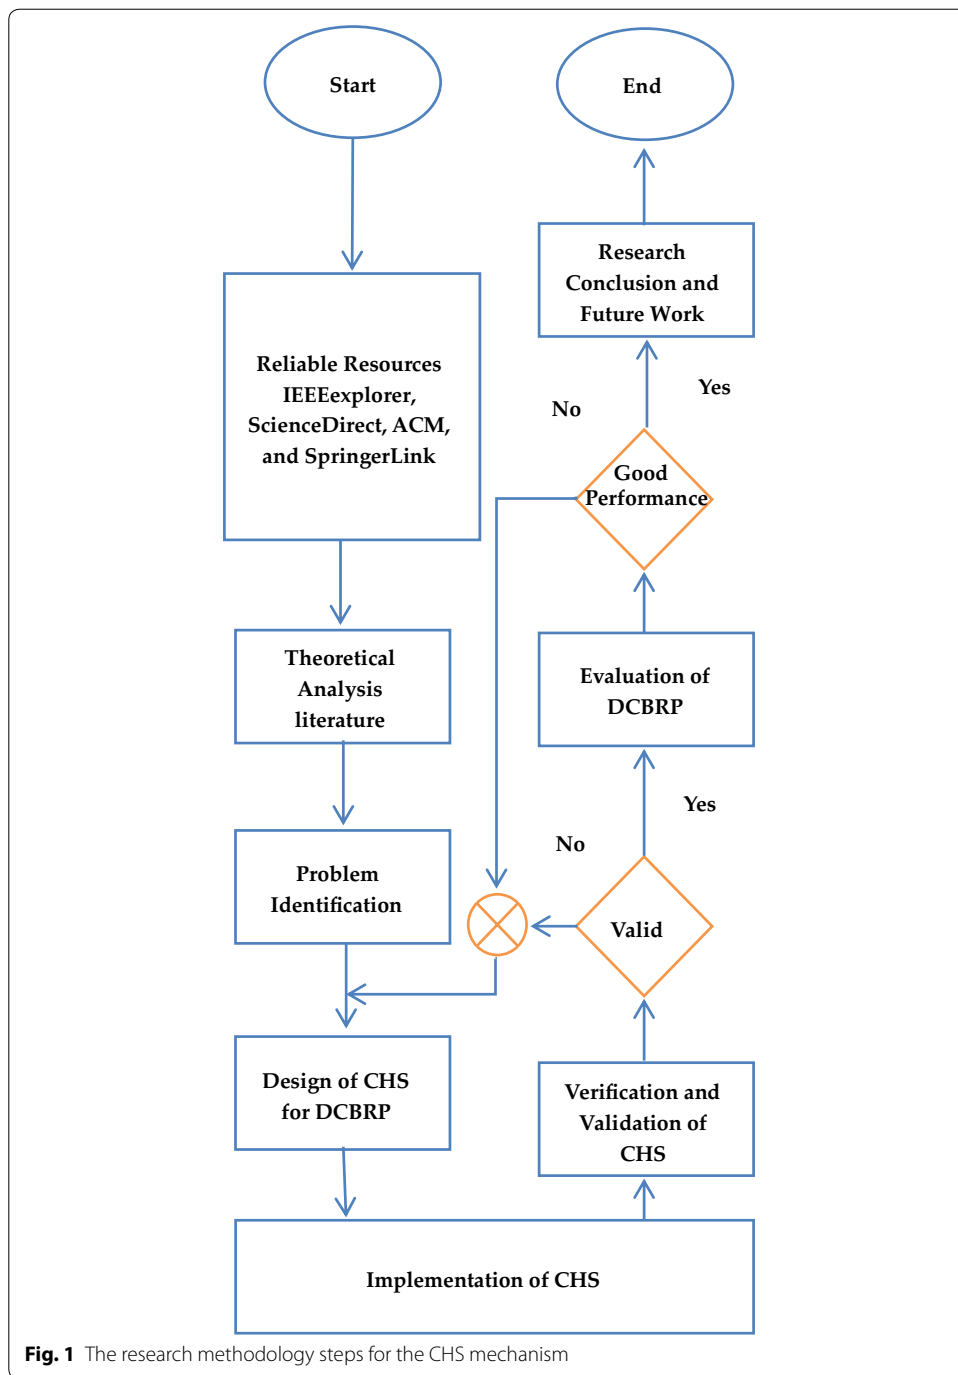 Start
Reliable Resources
IEEEexplorer,
ScienceDirect, ACM,
and SpringerLink
Theoretical
Analysis
literature
Problem
Identification
Design of CHS
for DCBRP
Implementation of CHS
Verification and
Validation of
CHS
Valid
No
Yes
Evaluation of
DCBRP
Good
Performance
No
Yes
Research
Conclusion and
Future Work
End
Fig. 1 The research methodology steps for the CHS mechanism